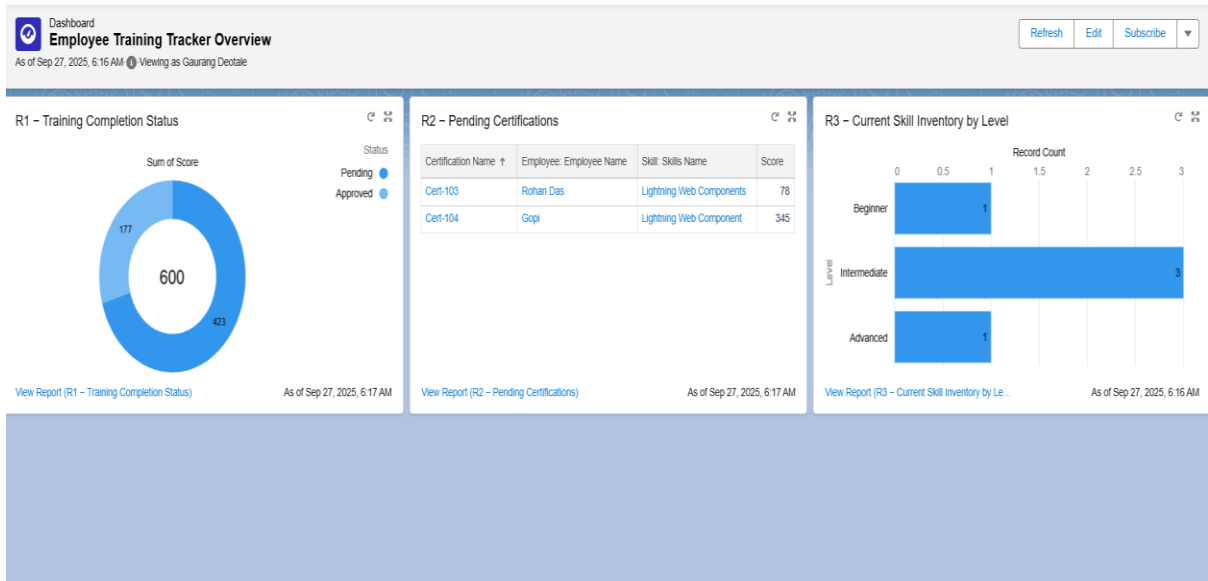 Dashboard
Employee Training Tracker Overview
As of Sep 27, 2025, 6:16 AM Viewing as Gaurang Deotale
Refresh Edit Subscribe
R1 – Training Completion Status
Sum of Score
Status
Pending
Approved
177
600
423
View Report (R1 – Training Completion Status) As of Sep 27, 2025, 6:17 AM
R2 – Pending Certifications
Certification Name ↑ Employee: Employee Name Skill: Skills Name Score
Cert-103 Rohan Das Lightning Web Components 78
Cert-104 Gopi Lightning Web Component 345
View Report (R2 – Pending Certifications) As of Sep 27, 2025, 6:17 AM
R3 – Current Skill Inventory by Level
Record Count
0 0.5 1 1.5 2 2.5 3
Level
Beginner 1
Intermediate 3
Advanced 1
View Report (R3 – Current Skill Inventory by Le... As of Sep 27, 2025, 6:16 AM